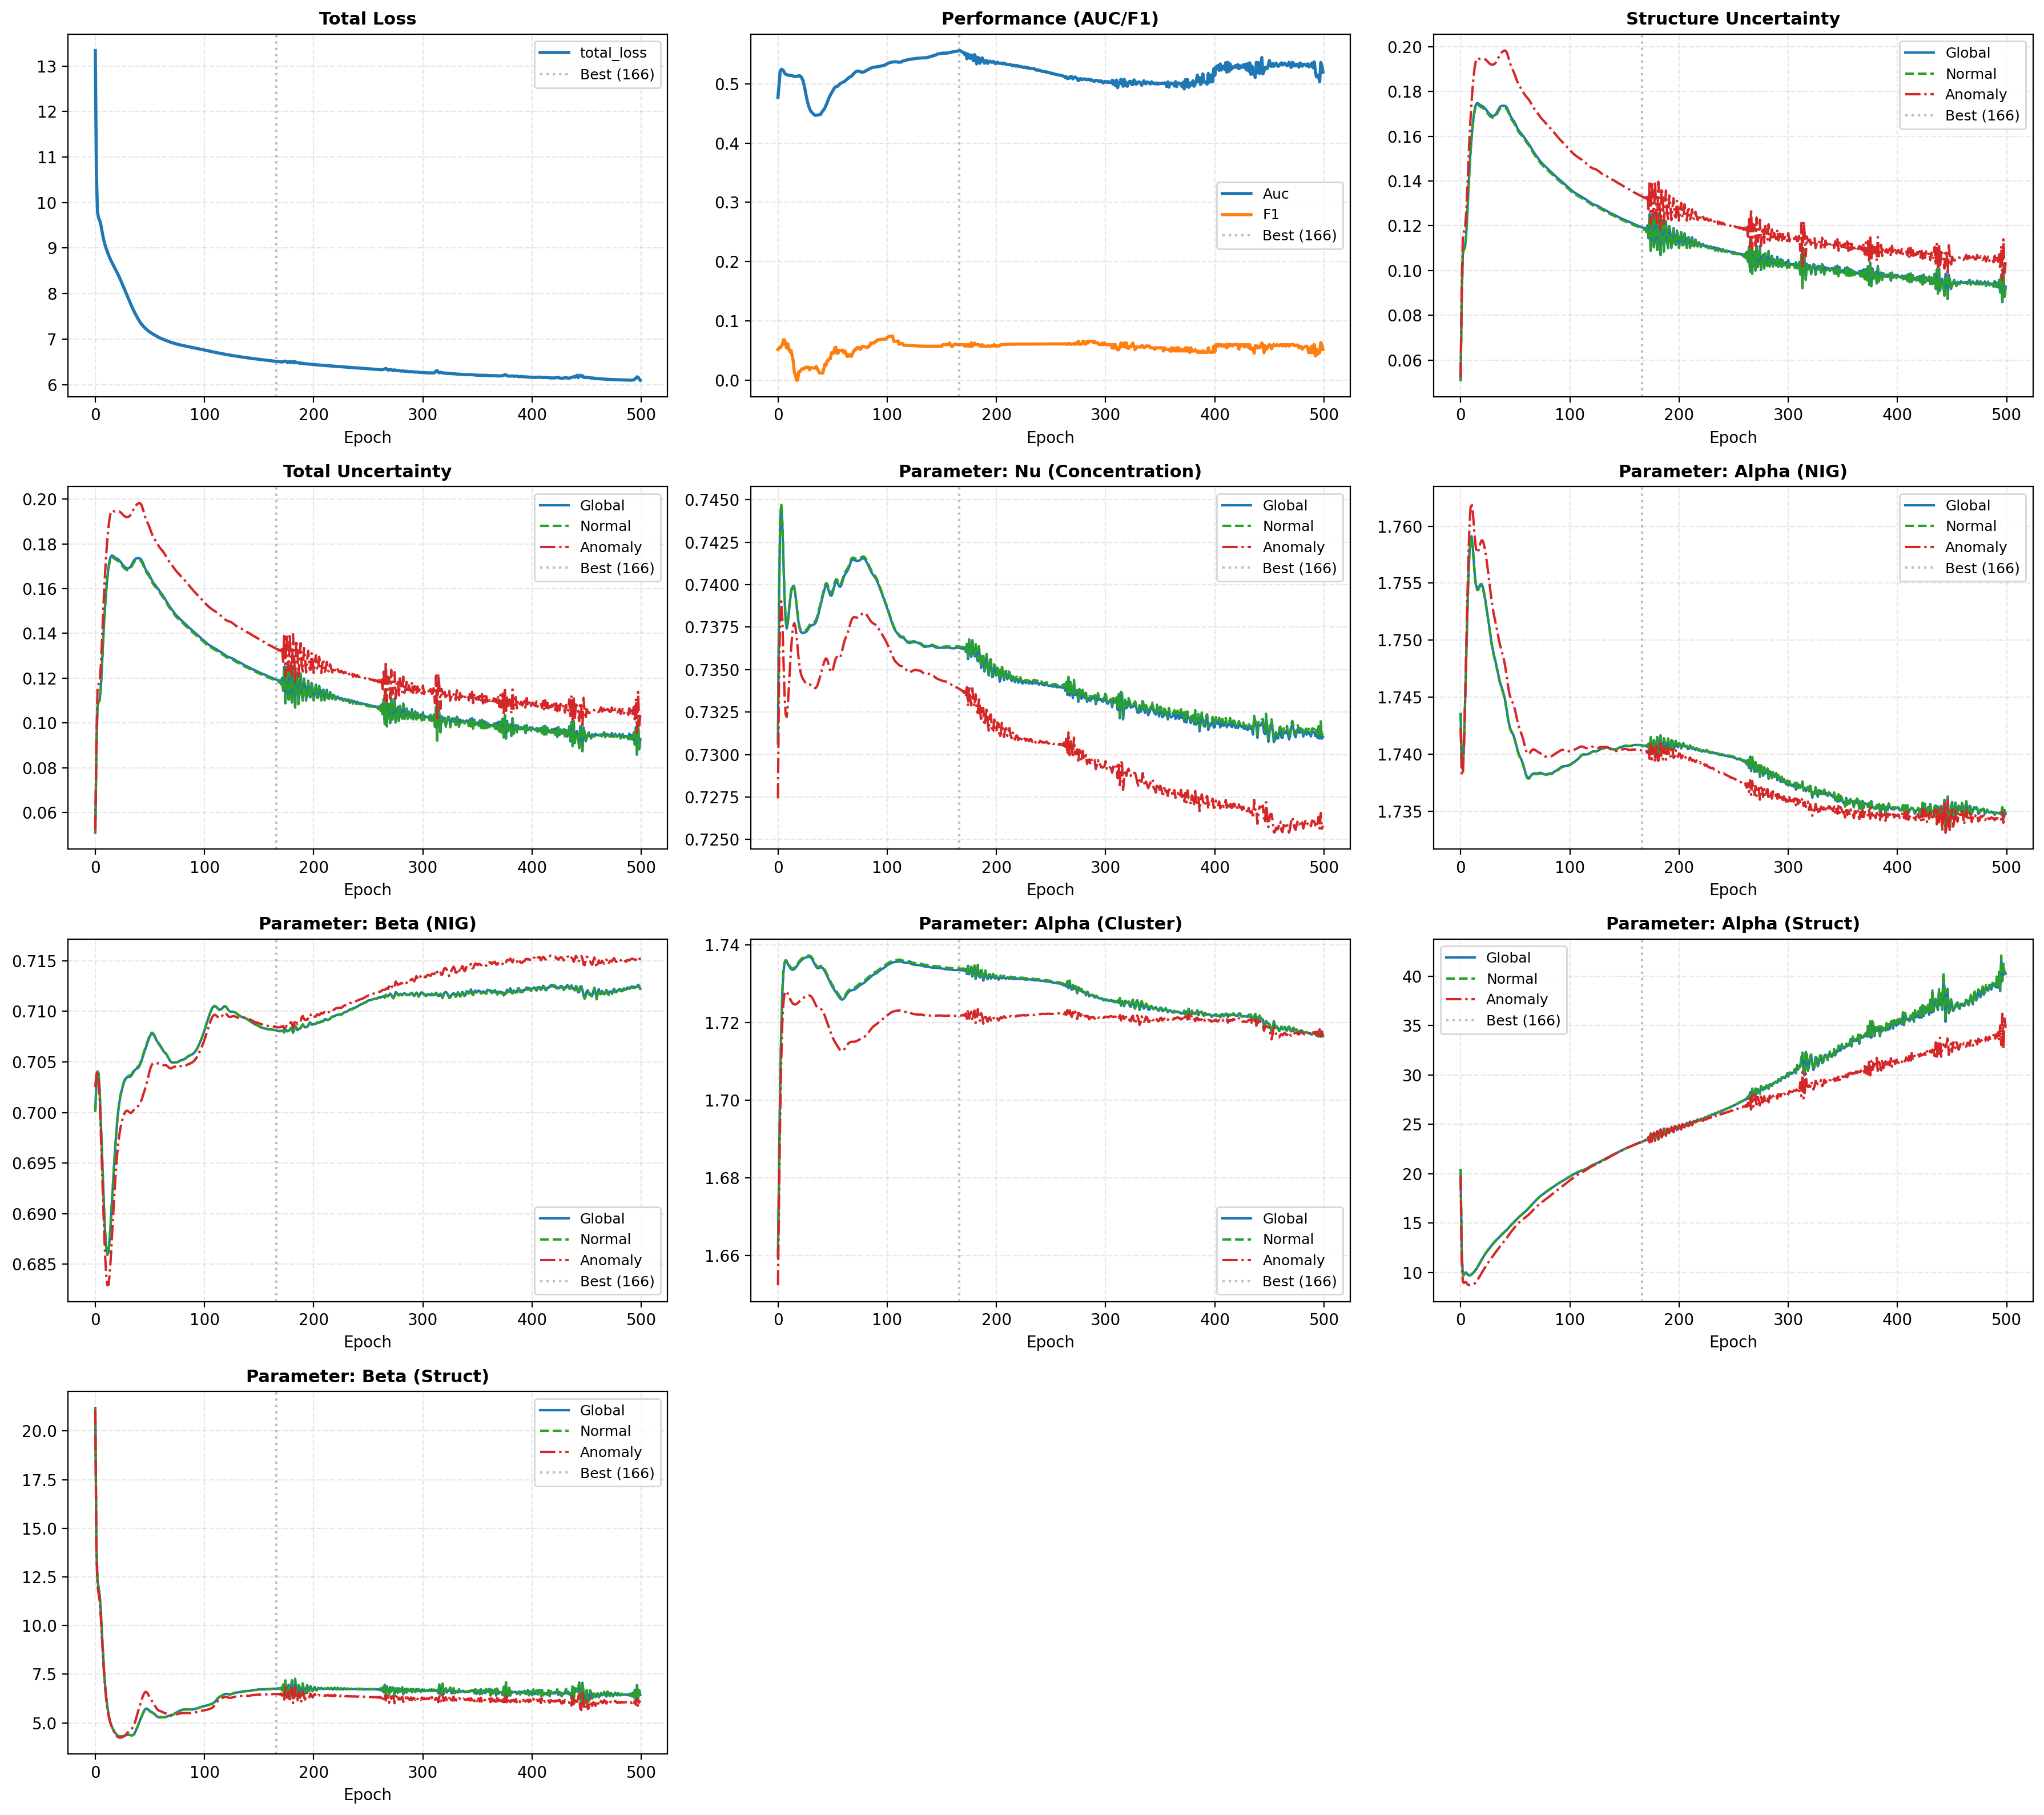 Total Loss
13
12
11
10
9
8
7
6
total_loss
Best (166)
0
100
200
300
400
500
Epoch
Performance (AUC/F1)
0.5
0.4
0.3
0.2
0.1
0.0
Auc
F1
Best (166)
0
100
200
300
400
500
Epoch
Structure Uncertainty
0.20
0.18
0.16
0.14
0.12
0.10
0.08
0.06
Global
Normal
Anomaly
Best (166)
0
100
200
300
400
500
Epoch
Total Uncertainty
0.20
0.18
0.16
0.14
0.12
0.10
0.08
0.06
Global
Normal
Anomaly
Best (166)
0
100
200
300
400
500
Epoch
Parameter: Nu (Concentration)
0.7450
0.7425
0.7400
0.7375
0.7350
0.7325
0.7300
0.7275
0.7250
Global
Normal
Anomaly
Best (166)
0
100
200
300
400
500
Epoch
Parameter: Alpha (NIG)
1.760
1.755
1.750
1.745
1.740
1.735
Global
Normal
Anomaly
Best (166)
0
100
200
300
400
500
Epoch
Parameter: Beta (NIG)
0.715
0.710
0.705
0.700
0.695
0.690
0.685
Global
Normal
Anomaly
Best (166)
0
100
200
300
400
500
Epoch
Parameter: Alpha (Cluster)
1.74
1.72
1.70
1.68
1.66
Global
Normal
Anomaly
Best (166)
0
100
200
300
400
500
Epoch
Parameter: Alpha (Struct)
40
35
30
25
20
15
10
Global
Normal
Anomaly
Best (166)
0
100
200
300
400
500
Epoch
Parameter: Beta (Struct)
20.0
17.5
15.0
12.5
10.0
7.5
5.0
Global
Normal
Anomaly
Best (166)
0
100
200
300
400
500
Epoch